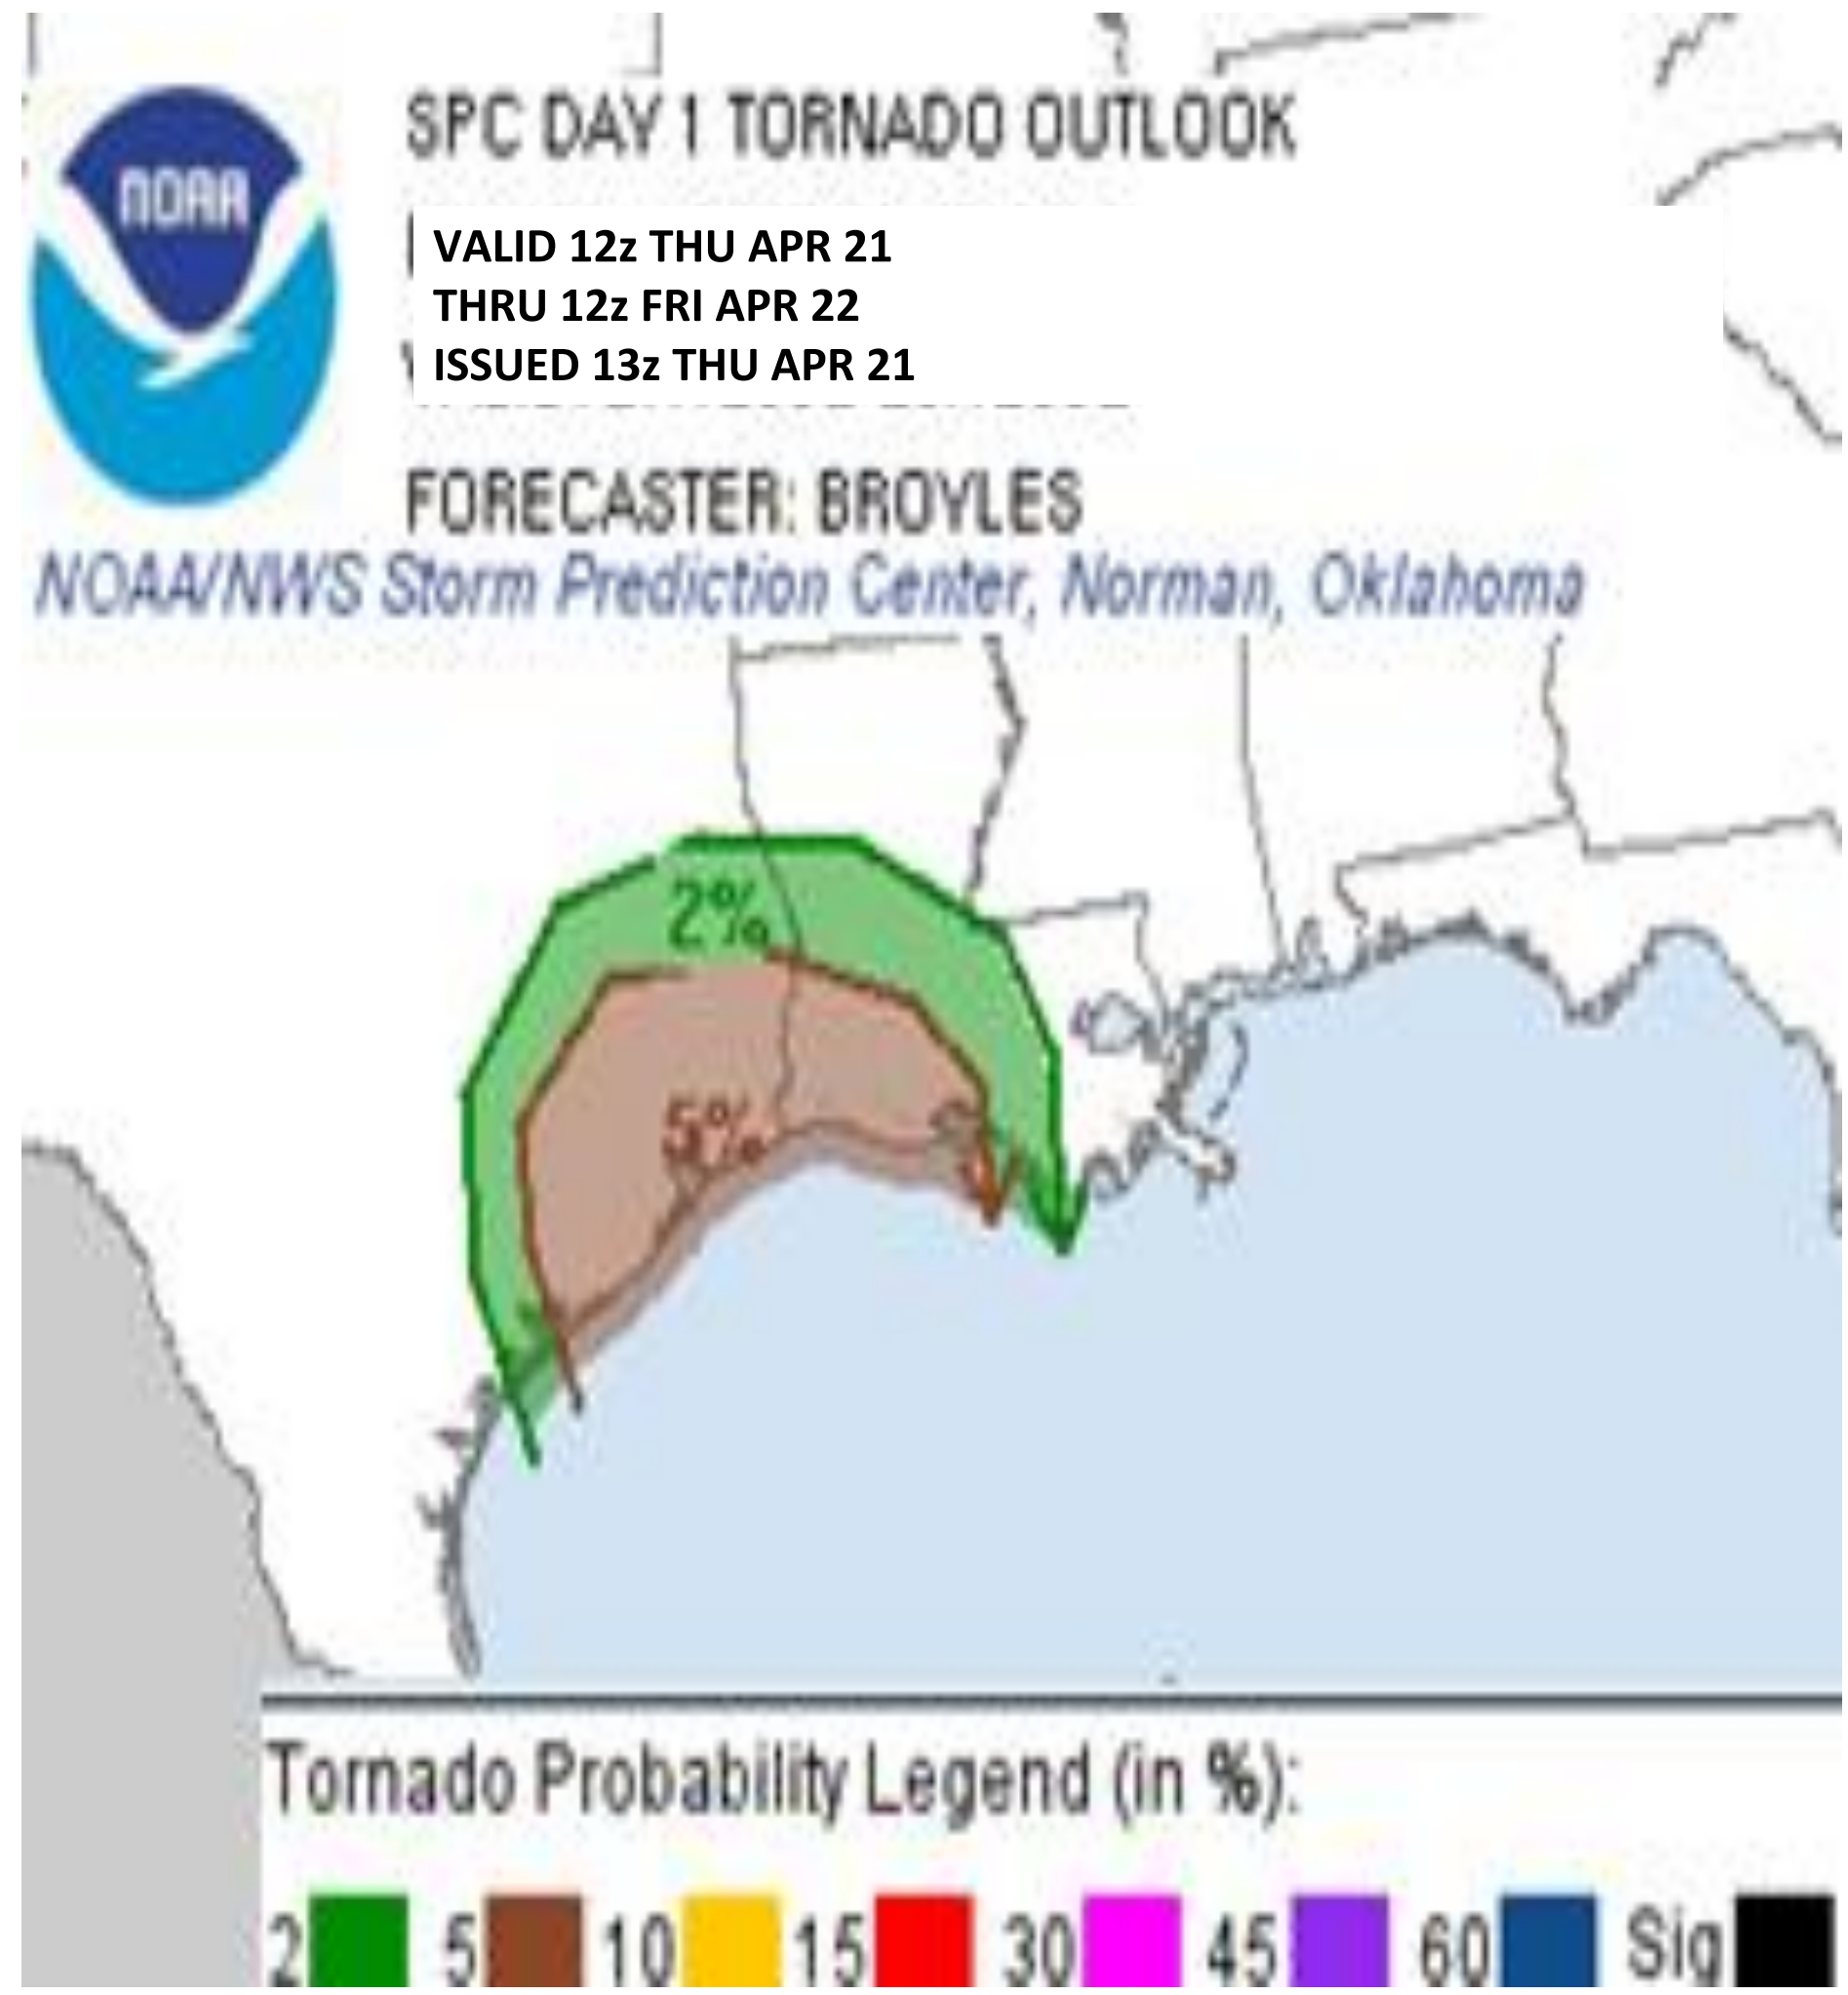 NOAA
SPC DAY 1 TORNADO OUTLOOK
VALID 12z THU APR 21
THRU 12z FRI APR 22
ISSUED 13z THU APR 21
FORECASTER: BROYLES
NOAA/NWS Storm Prediction Center, Norman, Oklahoma
2%
5%
Tornado Probability Legend (in %):
2 5 10 15 30 45 60 Sig